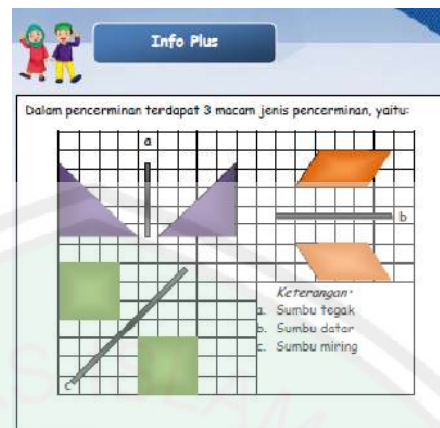 Info Plus
Dalam pencerminan terdapat 3 macam jenis pencerminan, yaitu:
a
b
Keterangan:
a. Sumbu tegak
b. Sumbu datar
c. Sumbu miring
c